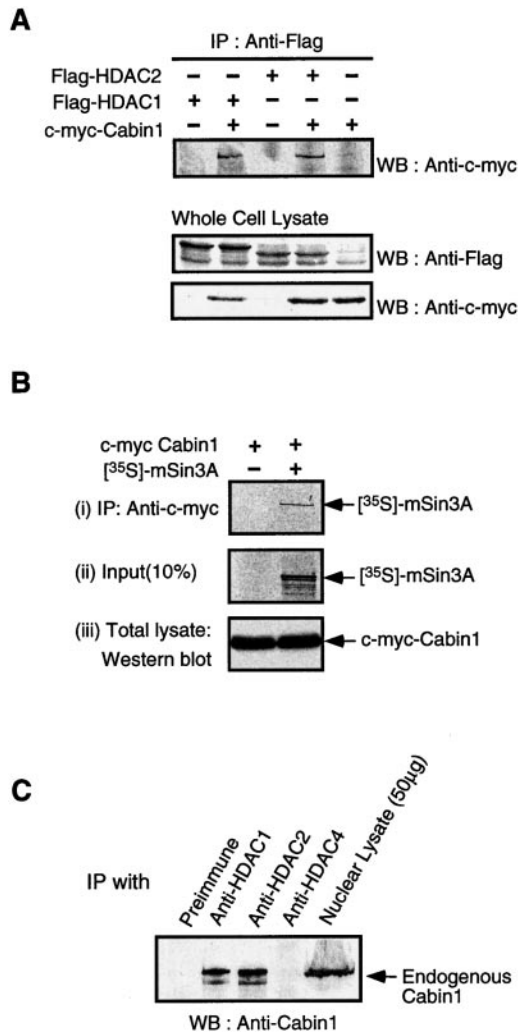 A
IP : Anti-Flag
Flag-HDAC2 − − + + −
Flag-HDAC1 + + − − −
c-myc-Cabin1 − + − + +
WB : Anti-c-myc
Whole Cell Lysate
WB : Anti-Flag
WB : Anti-c-myc
B
c-myc Cabin1 + +
[35S]-mSin3A − +
(i) IP: Anti-c-myc
[35S]-mSin3A
(ii) Input(10%)
[35S]-mSin3A
(iii) Total lysate:
Western blot
c-myc-Cabin1
C
IP with
Preimmune
Anti-HDAC1
Anti-HDAC2
Anti-HDAC4
Nuclear Lysate (50μg)
Endogenous
Cabin1
WB : Anti-Cabin1